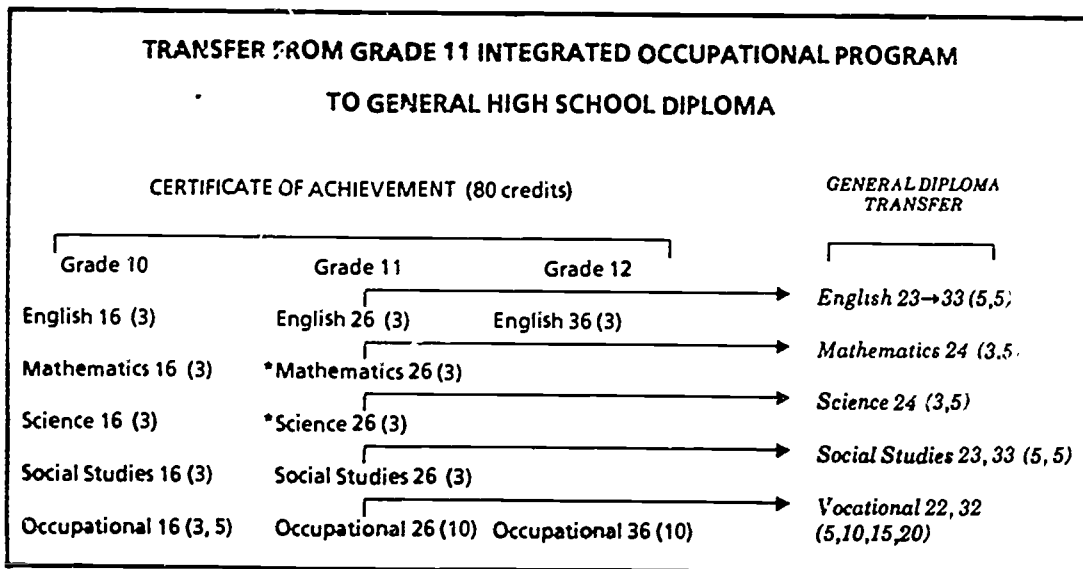 TRANSFER FROM GRADE 11 INTEGRATED OCCUPATIONAL PROGRAM
TO GENERAL HIGH SCHOOL DIPLOMA
CERTIFICATE OF ACHIEVEMENT (80 credits)
GENERAL DIPLOMA
TRANSFER
Grade 10 Grade 11 Grade 12
English 23→33 (5,5)
English 16 (3) English 26 (3) English 36 (3)
Mathematics 24 (3,5
Mathematics 16 (3) *Mathematics 26 (3)
Science 24 (3,5)
Science 16 (3) *Science 26 (3)
Social Studies 23, 33 (5, 5)
Social Studies 16 (3) Social Studies 26 (3)
Vocational 22, 32
Occupational 16 (3, 5) Occupational 26 (10) Occupational 36 (10)
(5,10,15,20)